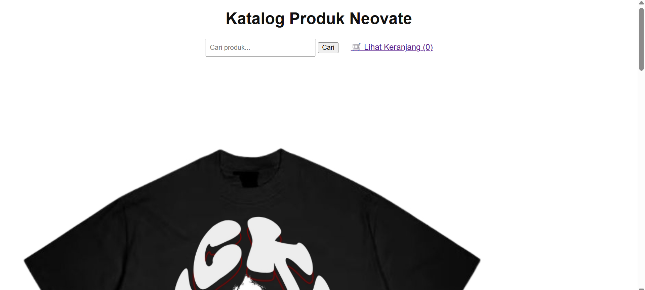 Katalog Produk Neovate
Cari produk... Cari Lihat Keranjang (0)